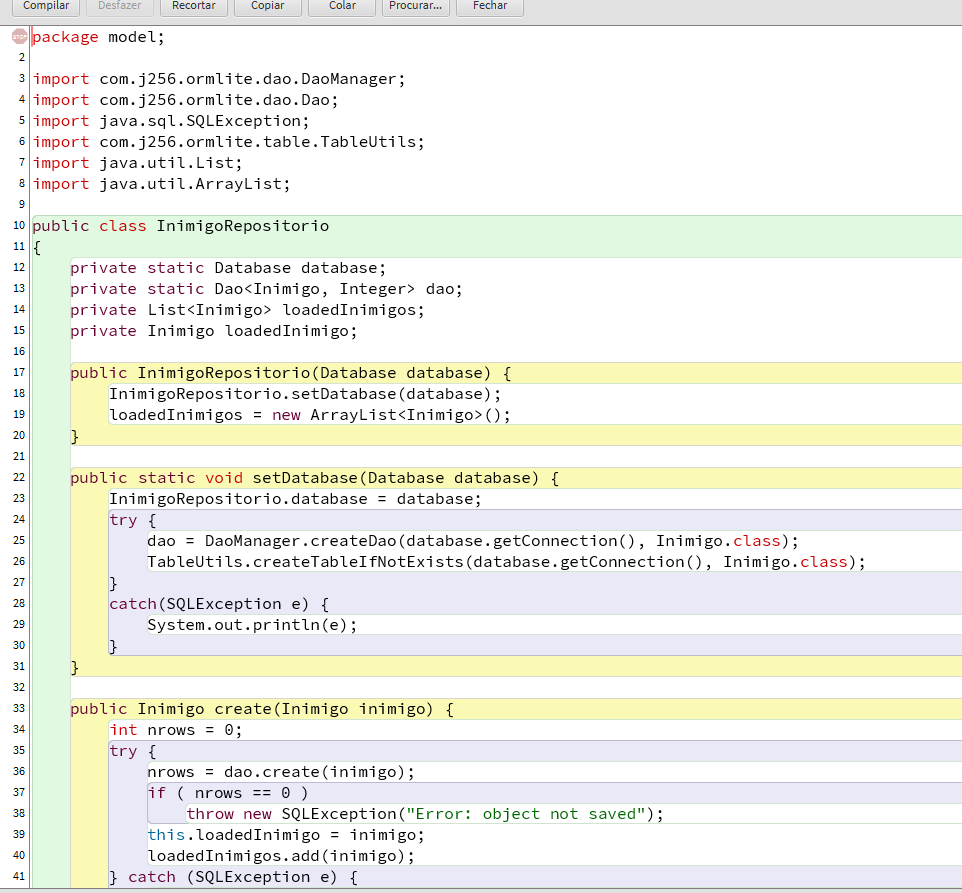 Compilar Desfazer Recortar Copiar Colar Procurar... Fechar
STOP package model;
2
3 import com.j256.ormlite.dao.DaoManager;
4 import com.j256.ormlite.dao.Dao;
5 import java.sql.SQLException;
6 import com.j256.ormlite.table.TableUtils;
7 import java.util.List;
8 import java.util.ArrayList;
9
10 public class InimigoRepositorio
11 {
12     private static Database database;
13     private static Dao<Inimigo, Integer> dao;
14     private List<Inimigo> loadedInimigos;
15     private Inimigo loadedInimigo;
16
17     public InimigoRepositorio(Database database) {
18         InimigoRepositorio.setDatabase(database);
19         loadedInimigos = new ArrayList<Inimigo>();
20     }
21
22     public static void setDatabase(Database database) {
23         InimigoRepositorio.database = database;
24         try {
25             dao = DaoManager.createDao(database.getConnection(), Inimigo.class);
26             TableUtils.createTableIfNotExists(database.getConnection(), Inimigo.class);
27         }
28         catch(SQLException e) {
29             System.out.println(e);
30         }
31     }
32
33     public Inimigo create(Inimigo inimigo) {
34         int nrows = 0;
35         try {
36             nrows = dao.create(inimigo);
37             if ( nrows == 0 )
38                 throw new SQLException("Error: object not saved");
39             this.loadedInimigo = inimigo;
40             loadedInimigos.add(inimigo);
41         } catch (SQLException e) {